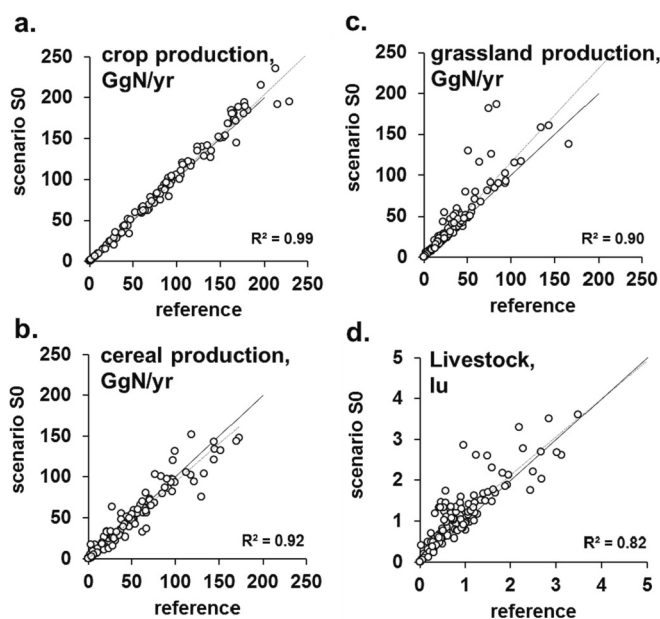 a.
crop production,
GgN/yr
scenario S0
250
200
150
100
50
0
R² = 0.99
0 50 100 150 200 250
reference
b.
cereal production,
GgN/yr
scenario S0
250
200
150
100
50
0
R² = 0.92
0 50 100 150 200 250
reference
c.
grassland production,
GgN/yr
scenario S0
250
200
150
100
50
0
R² = 0.90
0 50 100 150 200 250
reference
d.
Livestock,
lu
scenario S0
5
4
3
2
1
0
R² = 0.82
0 1 2 3 4 5
reference